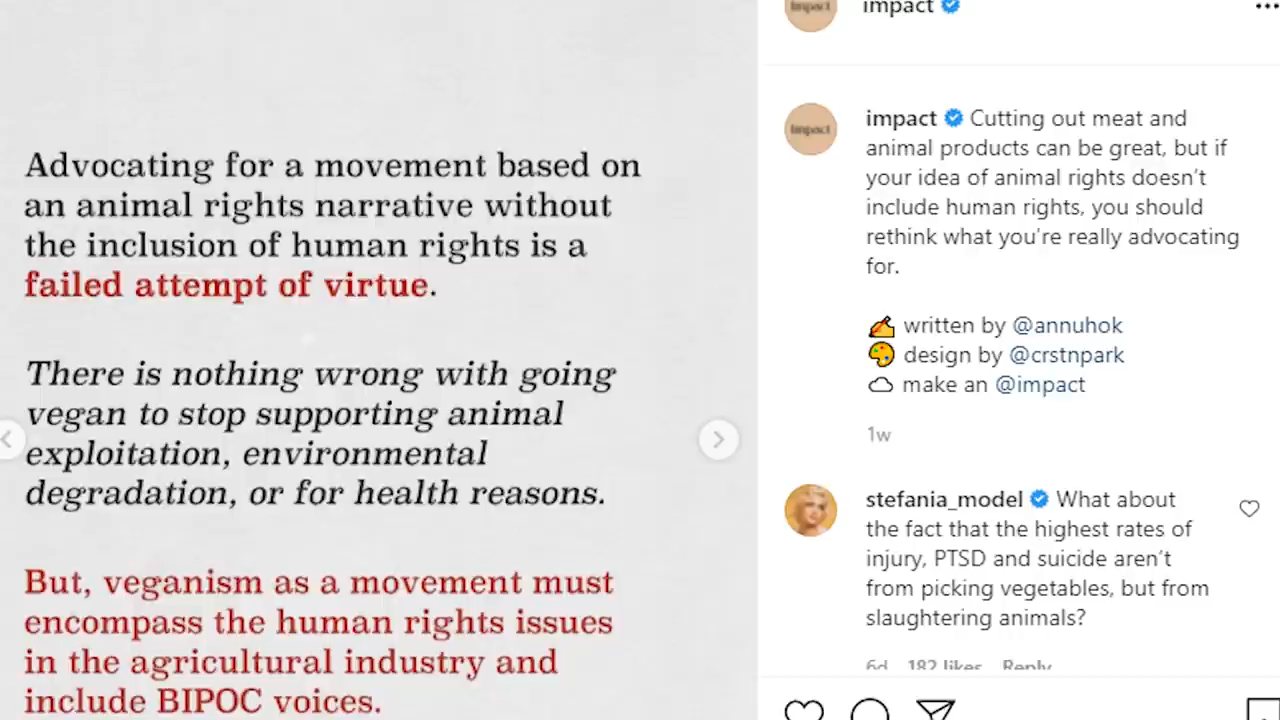 Advocating for a movement based on
an animal rights narrative without
the inclusion of human rights is a
failed attempt of virtue.
There is nothing wrong with going
vegan to stop supporting animal
exploitation, environmental
degradation, or for health reasons.
But, veganism as a movement must
encompass the human rights issues
in the agricultural industry and
include BIPOC voices.
impact
impact
impact
impact Cutting out meat and
animal products can be great, but if
your idea of animal rights doesn't
include human rights, you should
rethink what you're really advocating
for.
written by @annuhok
design by @crstnpark
make an @impact
1w
stefania_model What about
the fact that the highest rates of
injury, PTSD and suicide aren't
from picking vegetables, but from
slaughtering animals?
6d 182 likes Reply